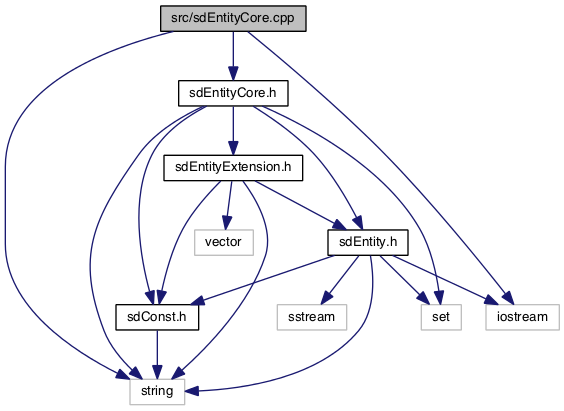 src/sdEntityCore.cpp
sdEntityCore.h
sdEntityExtension.h
vector
sdEntity.h
sdConst.h
sstream
set
iostream
string